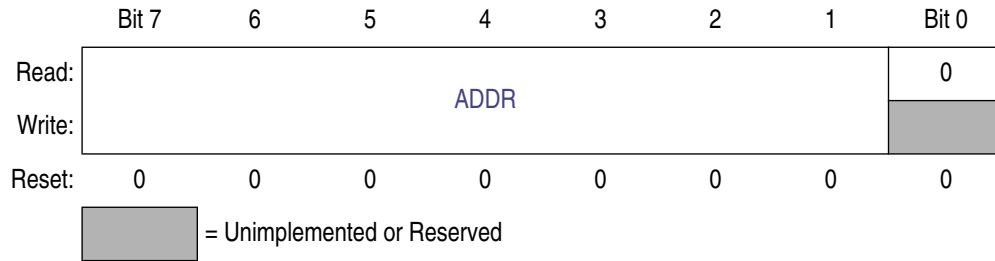 Bit 7 6 5 4 3 2 1 Bit 0
Read: 0
ADDR
Write:
Reset: 0 0 0 0 0 0 0 0
= Unimplemented or Reserved